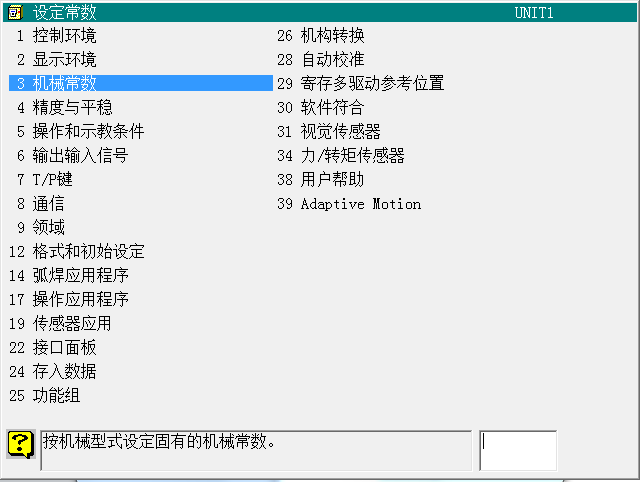 设定常数 UNIT1
1 控制环境
2 显示环境
3 机械常数
4 精度与平稳
5 操作和示教条件
6 输出输入信号
7 T/P键
8 通信
9 领域
12 格式和初始设定
14 弧焊应用程序
17 操作应用程序
19 传感器应用
22 接口面板
24 存入数据
25 功能组
26 机构转换
28 自动校准
29 寄存多驱动参考位置
30 软件符合
31 视觉传感器
34 力/转矩传感器
38 用户帮助
39 Adaptive Motion
按机械型式设定固有的机械常数。